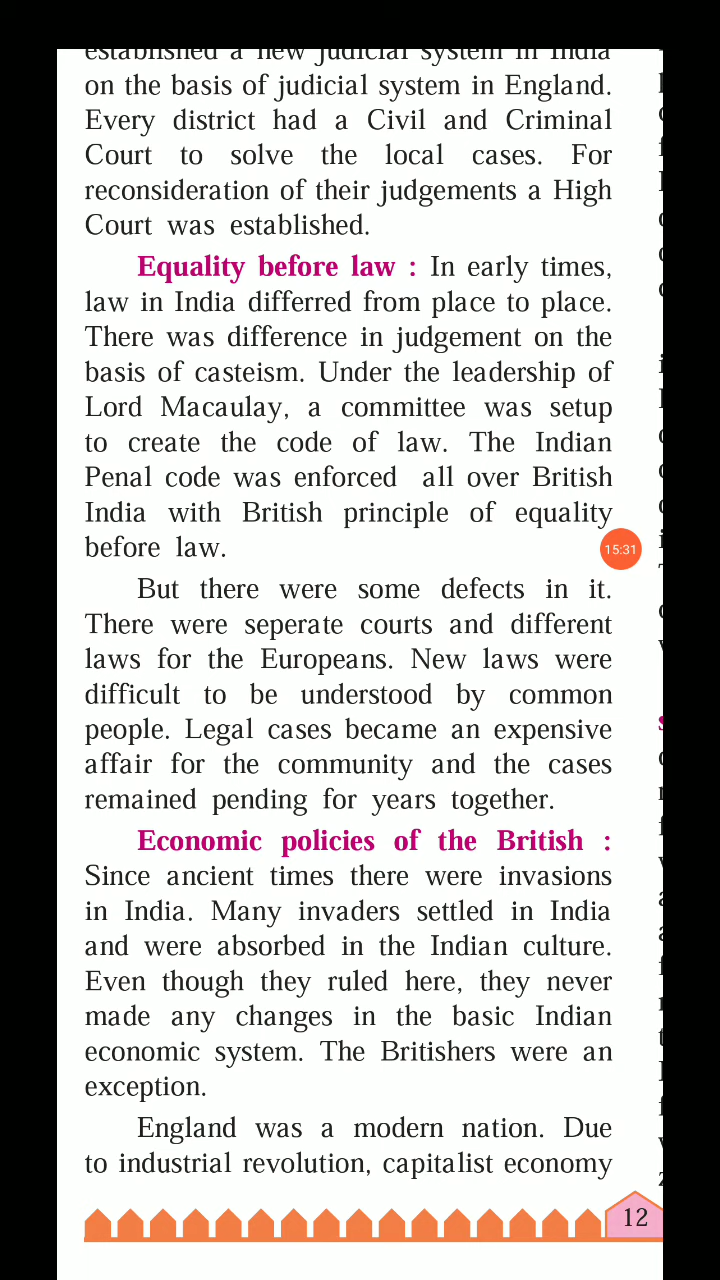 established a new judicial system in India
on the basis of judicial system in England.
Every district had a Civil and Criminal
Court to solve the local cases. For
reconsideration of their judgements a High
Court was established.
Equality before law : In early times,
law in India differred from place to place.
There was difference in judgement on the
basis of casteism. Under the leadership of
Lord Macaulay, a committee was setup
to create the code of law. The Indian
Penal code was enforced all over British
India with British principle of equality
before law.
15:31
But there were some defects in it.
There were seperate courts and different
laws for the Europeans. New laws were
difficult to be understood by common
people. Legal cases became an expensive
affair for the community and the cases
remained pending for years together.
Economic policies of the British :
Since ancient times there were invasions
in India. Many invaders settled in India
and were absorbed in the Indian culture.
Even though they ruled here, they never
made any changes in the basic Indian
economic system. The Britishers were an
exception.
England was a modern nation. Due
to industrial revolution, capitalist economy
12